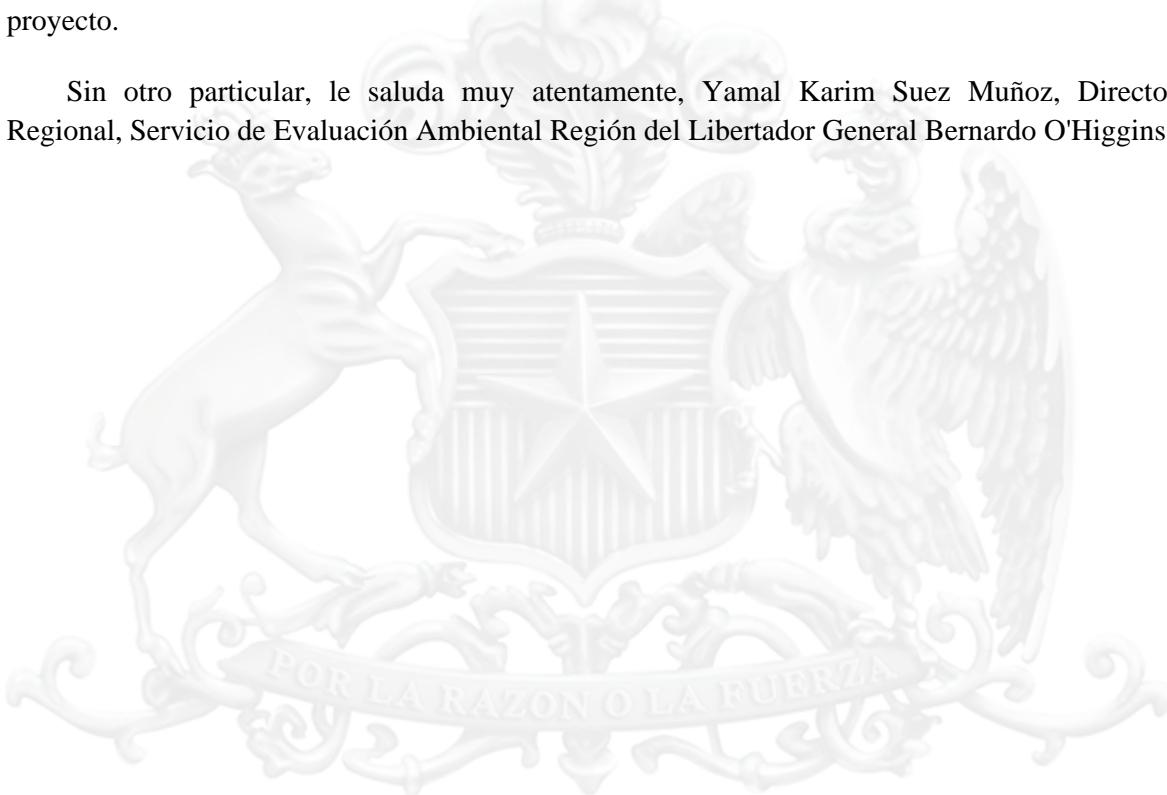 proyecto.
Sin otro particular, le saluda muy atentamente, Yamal Karim Suez Muñoz, Directo
Regional, Servicio de Evaluación Ambiental Región del Libertador General Bernardo O'Higgins
POR LA RAZON O LA FUERZA